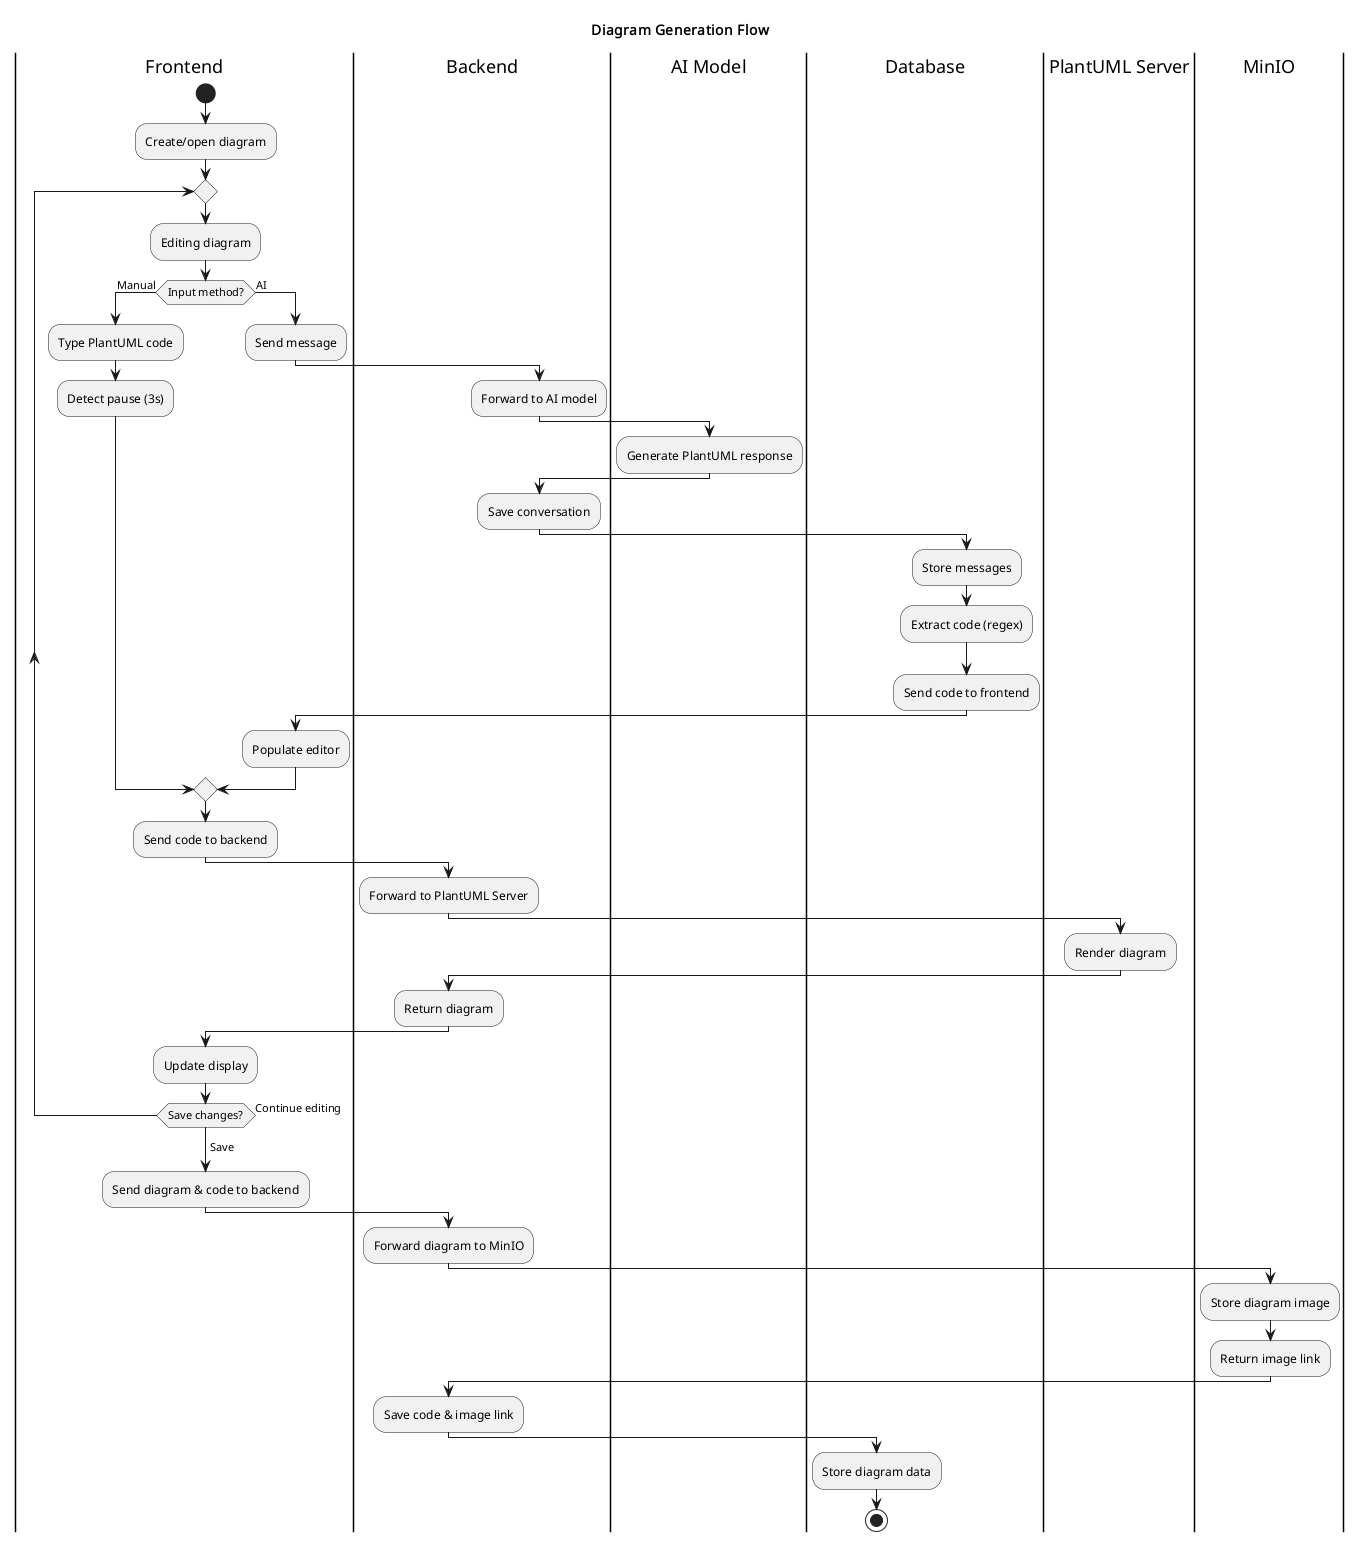 Diagram Generation Flow
Frontend
Backend
AI Model
Database
PlantUML Server
MinIO
Create/open diagram
Editing diagram
Manual
Input method?
AI
Type PlantUML code
Send message
Detect pause (3s)
Forward to AI model
Generate PlantUML response
Save conversation
Store messages
Extract code (regex)
Send code to frontend
Populate editor
Send code to backend
Forward to PlantUML Server
Render diagram
Return diagram
Update display
Save changes?
Continue editing
Save
Send diagram & code to backend
Forward diagram to MinIO
Store diagram image
Return image link
Save code & image link
Store diagram data